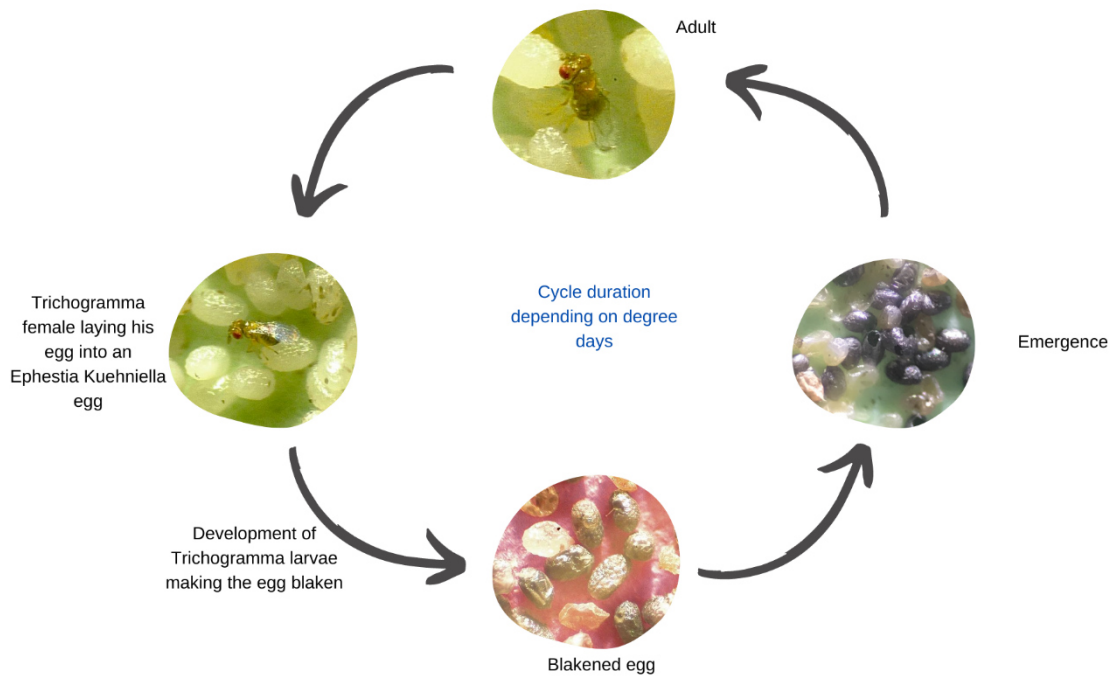 Adult
Trichogramma
female laying his
egg into an
Ephestia Kuehniella
egg
Cycle duration
depending on degree
days
Emergence
Development of
Trichogramma larvae
making the egg blaken
Blakened egg